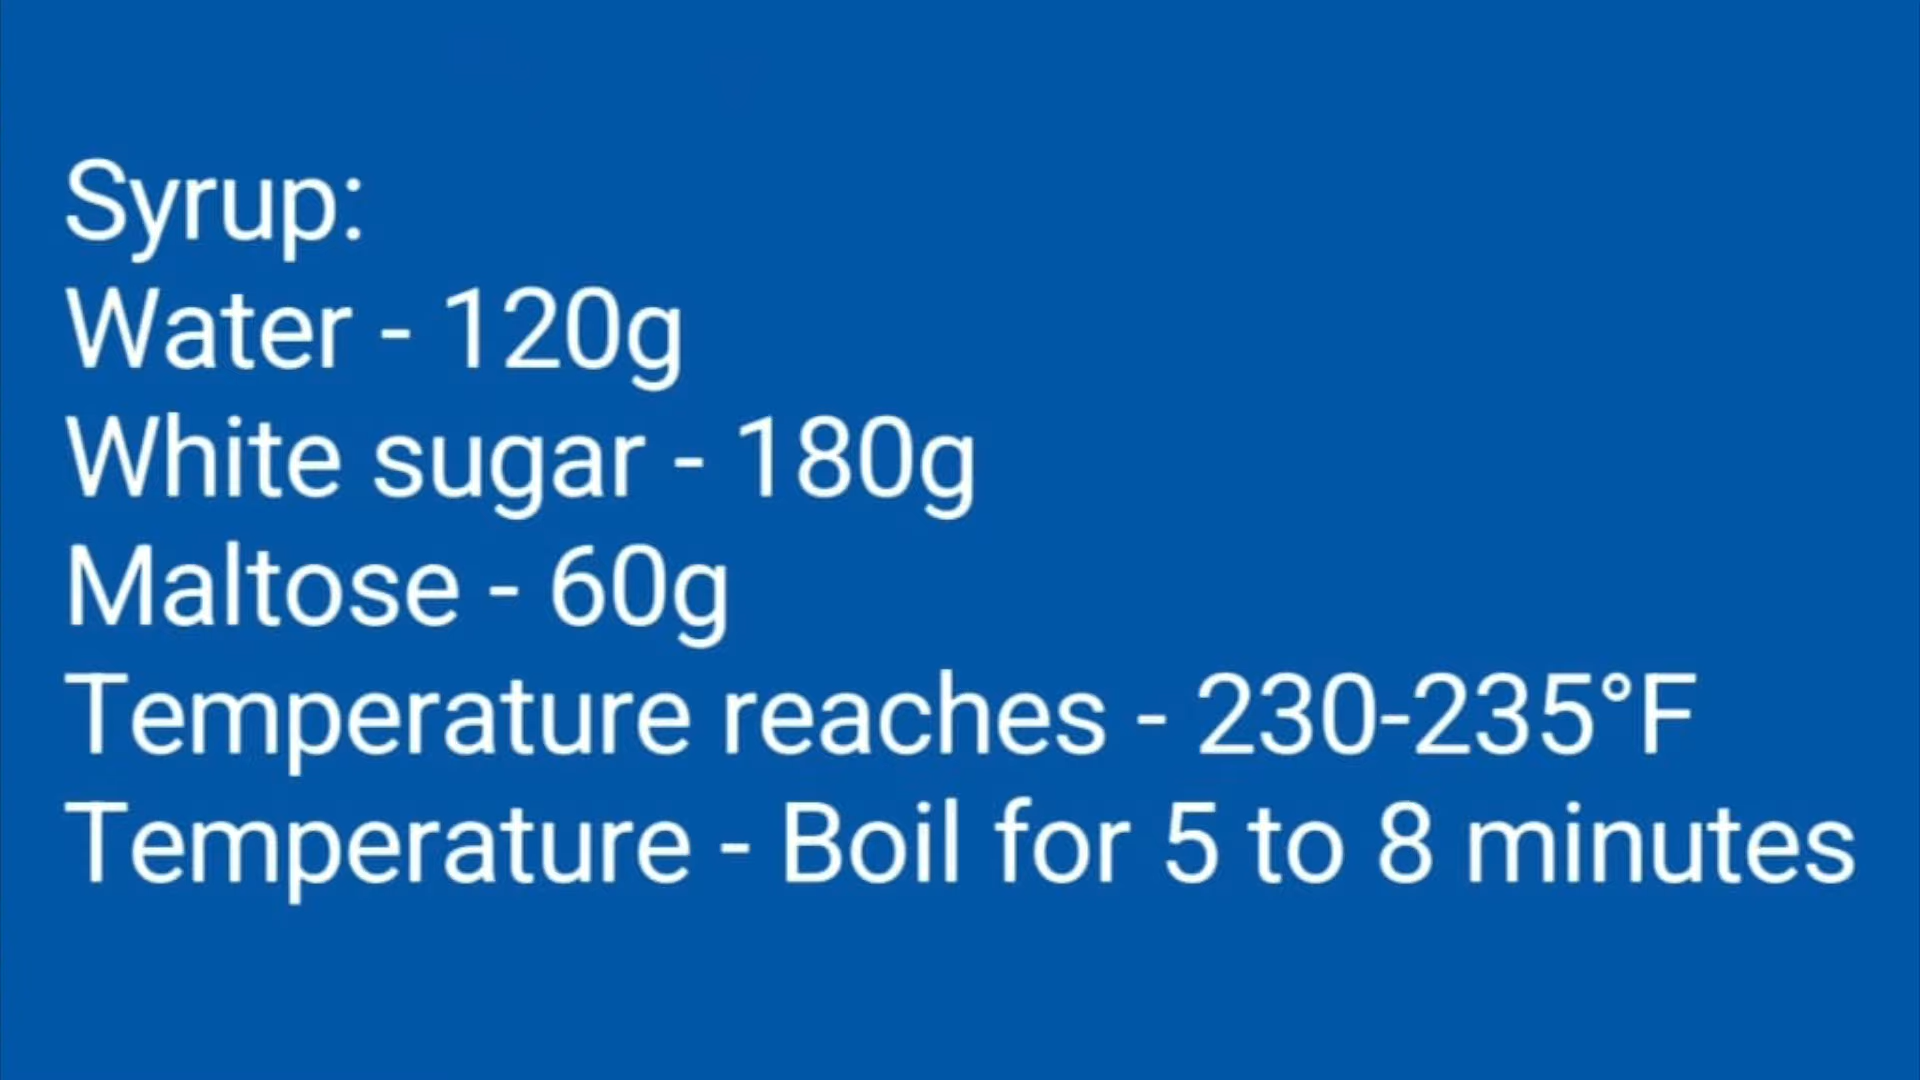 Syrup:
Water - 120g
White sugar - 180g
Maltose - 60g
Temperature reaches - 230-235°F
Temperature - Boil for 5 to 8 minutes